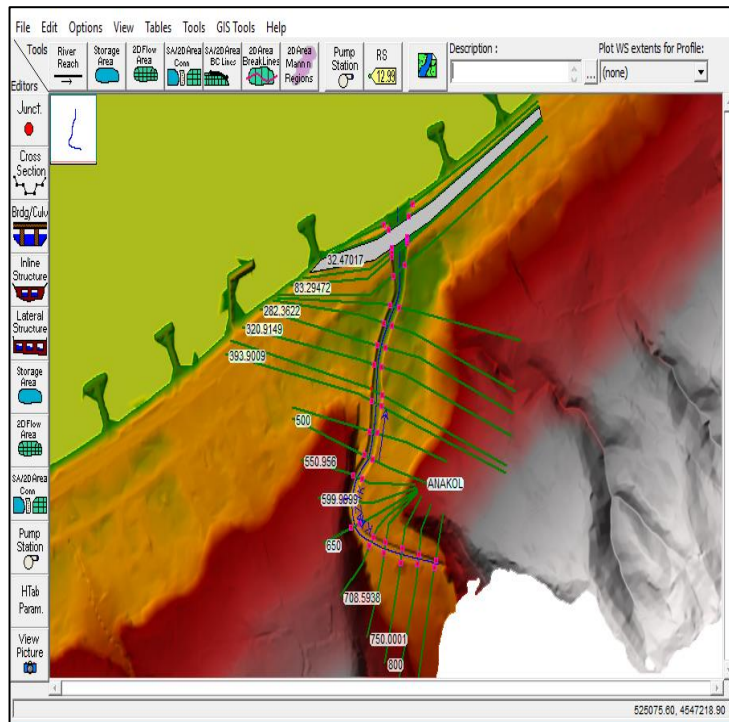 File Edit Options View Tables Tools GIS Tools Help
Tools
Editors
River Reach
Storage Area
2D Flow Area
SA/2D Area Conn
SA/2D Area BC Lines
2D Area BreakLines
2D Area Mann n Regions
Pump Station
RS
12.99
Description :
...
Plot WS extents for Profile:
(none)
Junct.
Cross Section
Brdg/Culv
Inline Structure
Lateral Structure
Storage Area
2D Flow Area
SA/2D Area Conn
Pump Station
HTab Param.
View Picture
32.47017
83.29472
282.3622
320.9149
393.9009
500
550.956
ANAKOL
599.9899
650
708.5938
750.0001
800
525075.60, 4547218.90